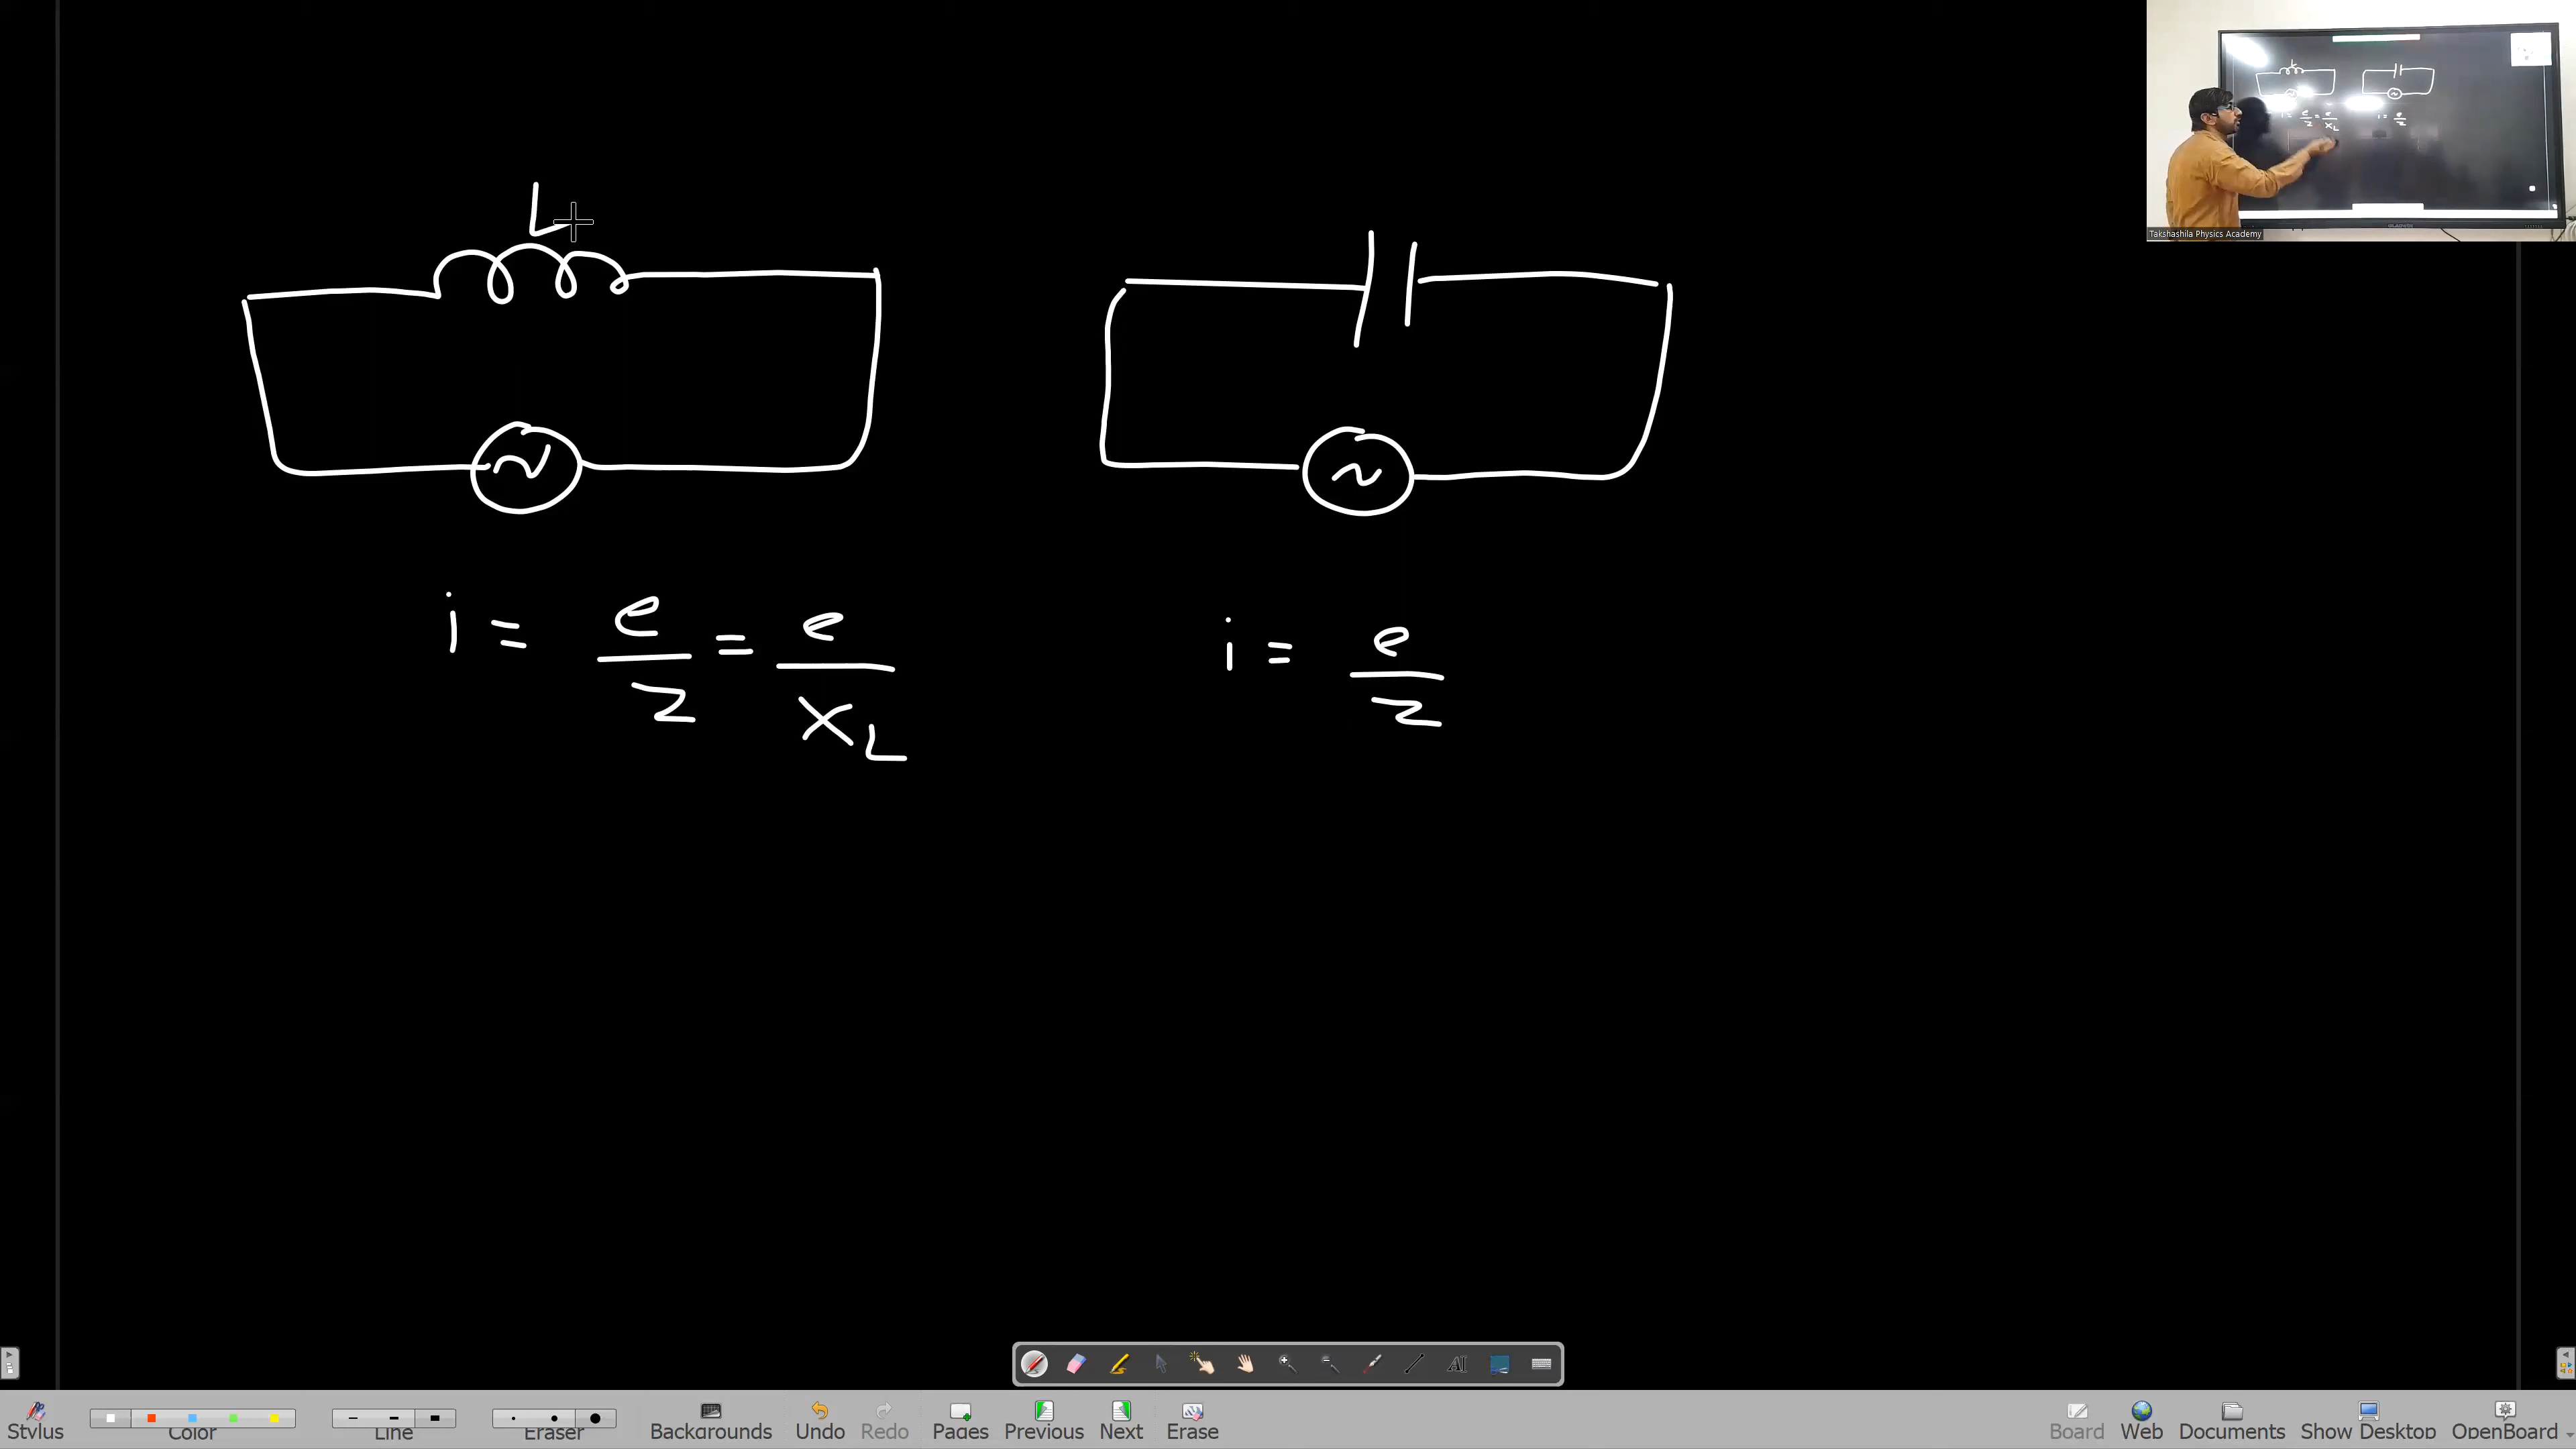 Takshashila Physics Academy
L
~ ~
i = e/z = e/X_L
i = e/z
AI
Stylus Color Line Eraser Backgrounds Undo Redo Pages Previous Next Erase Board Web Documents Show Desktop OpenBoard